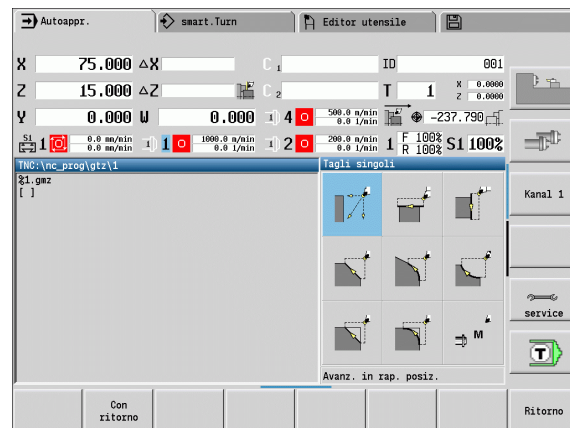 Autoappr. smart.Turn Editor utensile
X 75.000 △X C 1 ID 001
Z 15.000 △Z C 2 T 1 X 0.0000
Z 0.0000
Y 0.000 U 0.000 4 500.0 m/min
0.0 1/min -237.790
S1 1 0.0 mm/min
0.0 mm/min 1 1000.0 m/min
0.0 1/min 2 200.0 m/min
0.0 1/min 1 F 100%
R 100% S1 100%
TNC:\nc_prog\gtz\1
%1.gmz
[ ]
Tagli singoli
M
Avanz. in rap. posiz.
Kanal 1
service
T
Con
ritorno
Ritorno